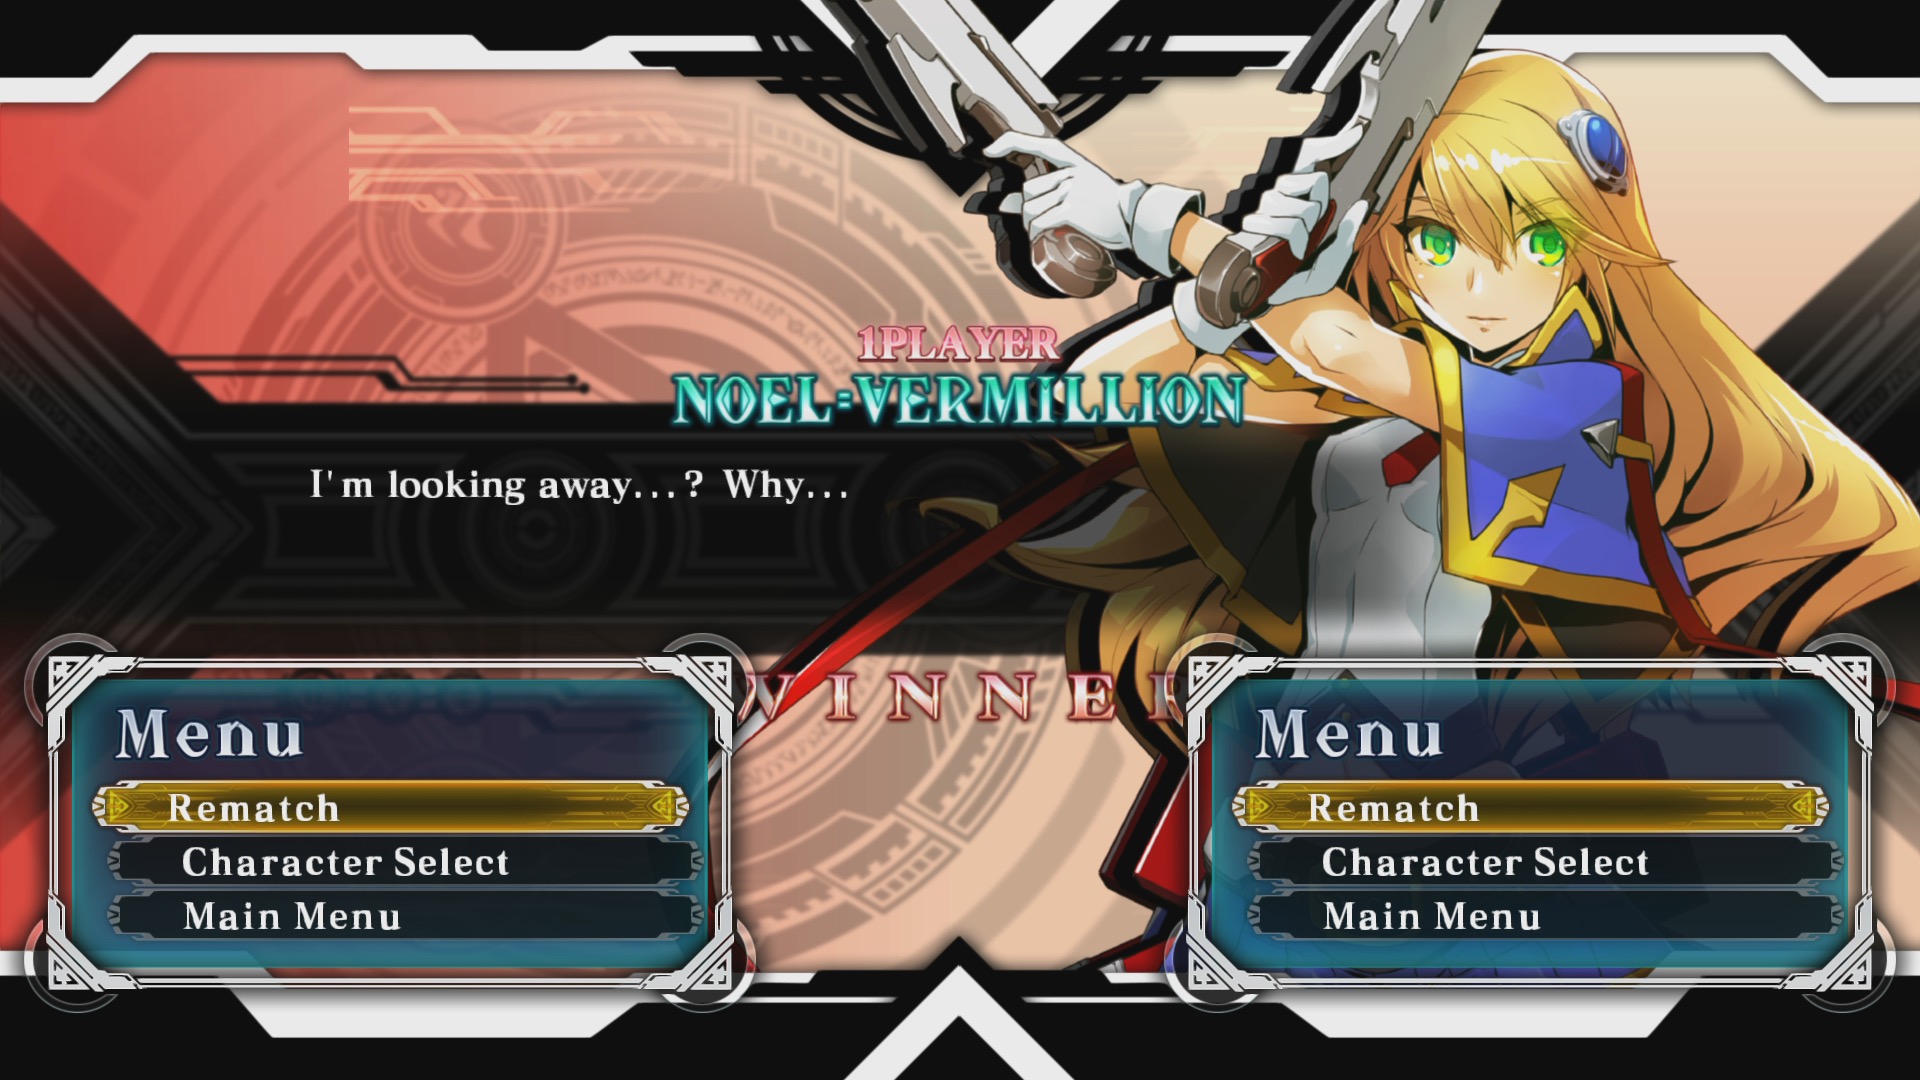 1PLAYER
NOEL=VERMILLION
I'm looking away...? Why...
WINNER
Menu
Rematch
Character Select
Main Menu
Menu
Rematch
Character Select
Main Menu